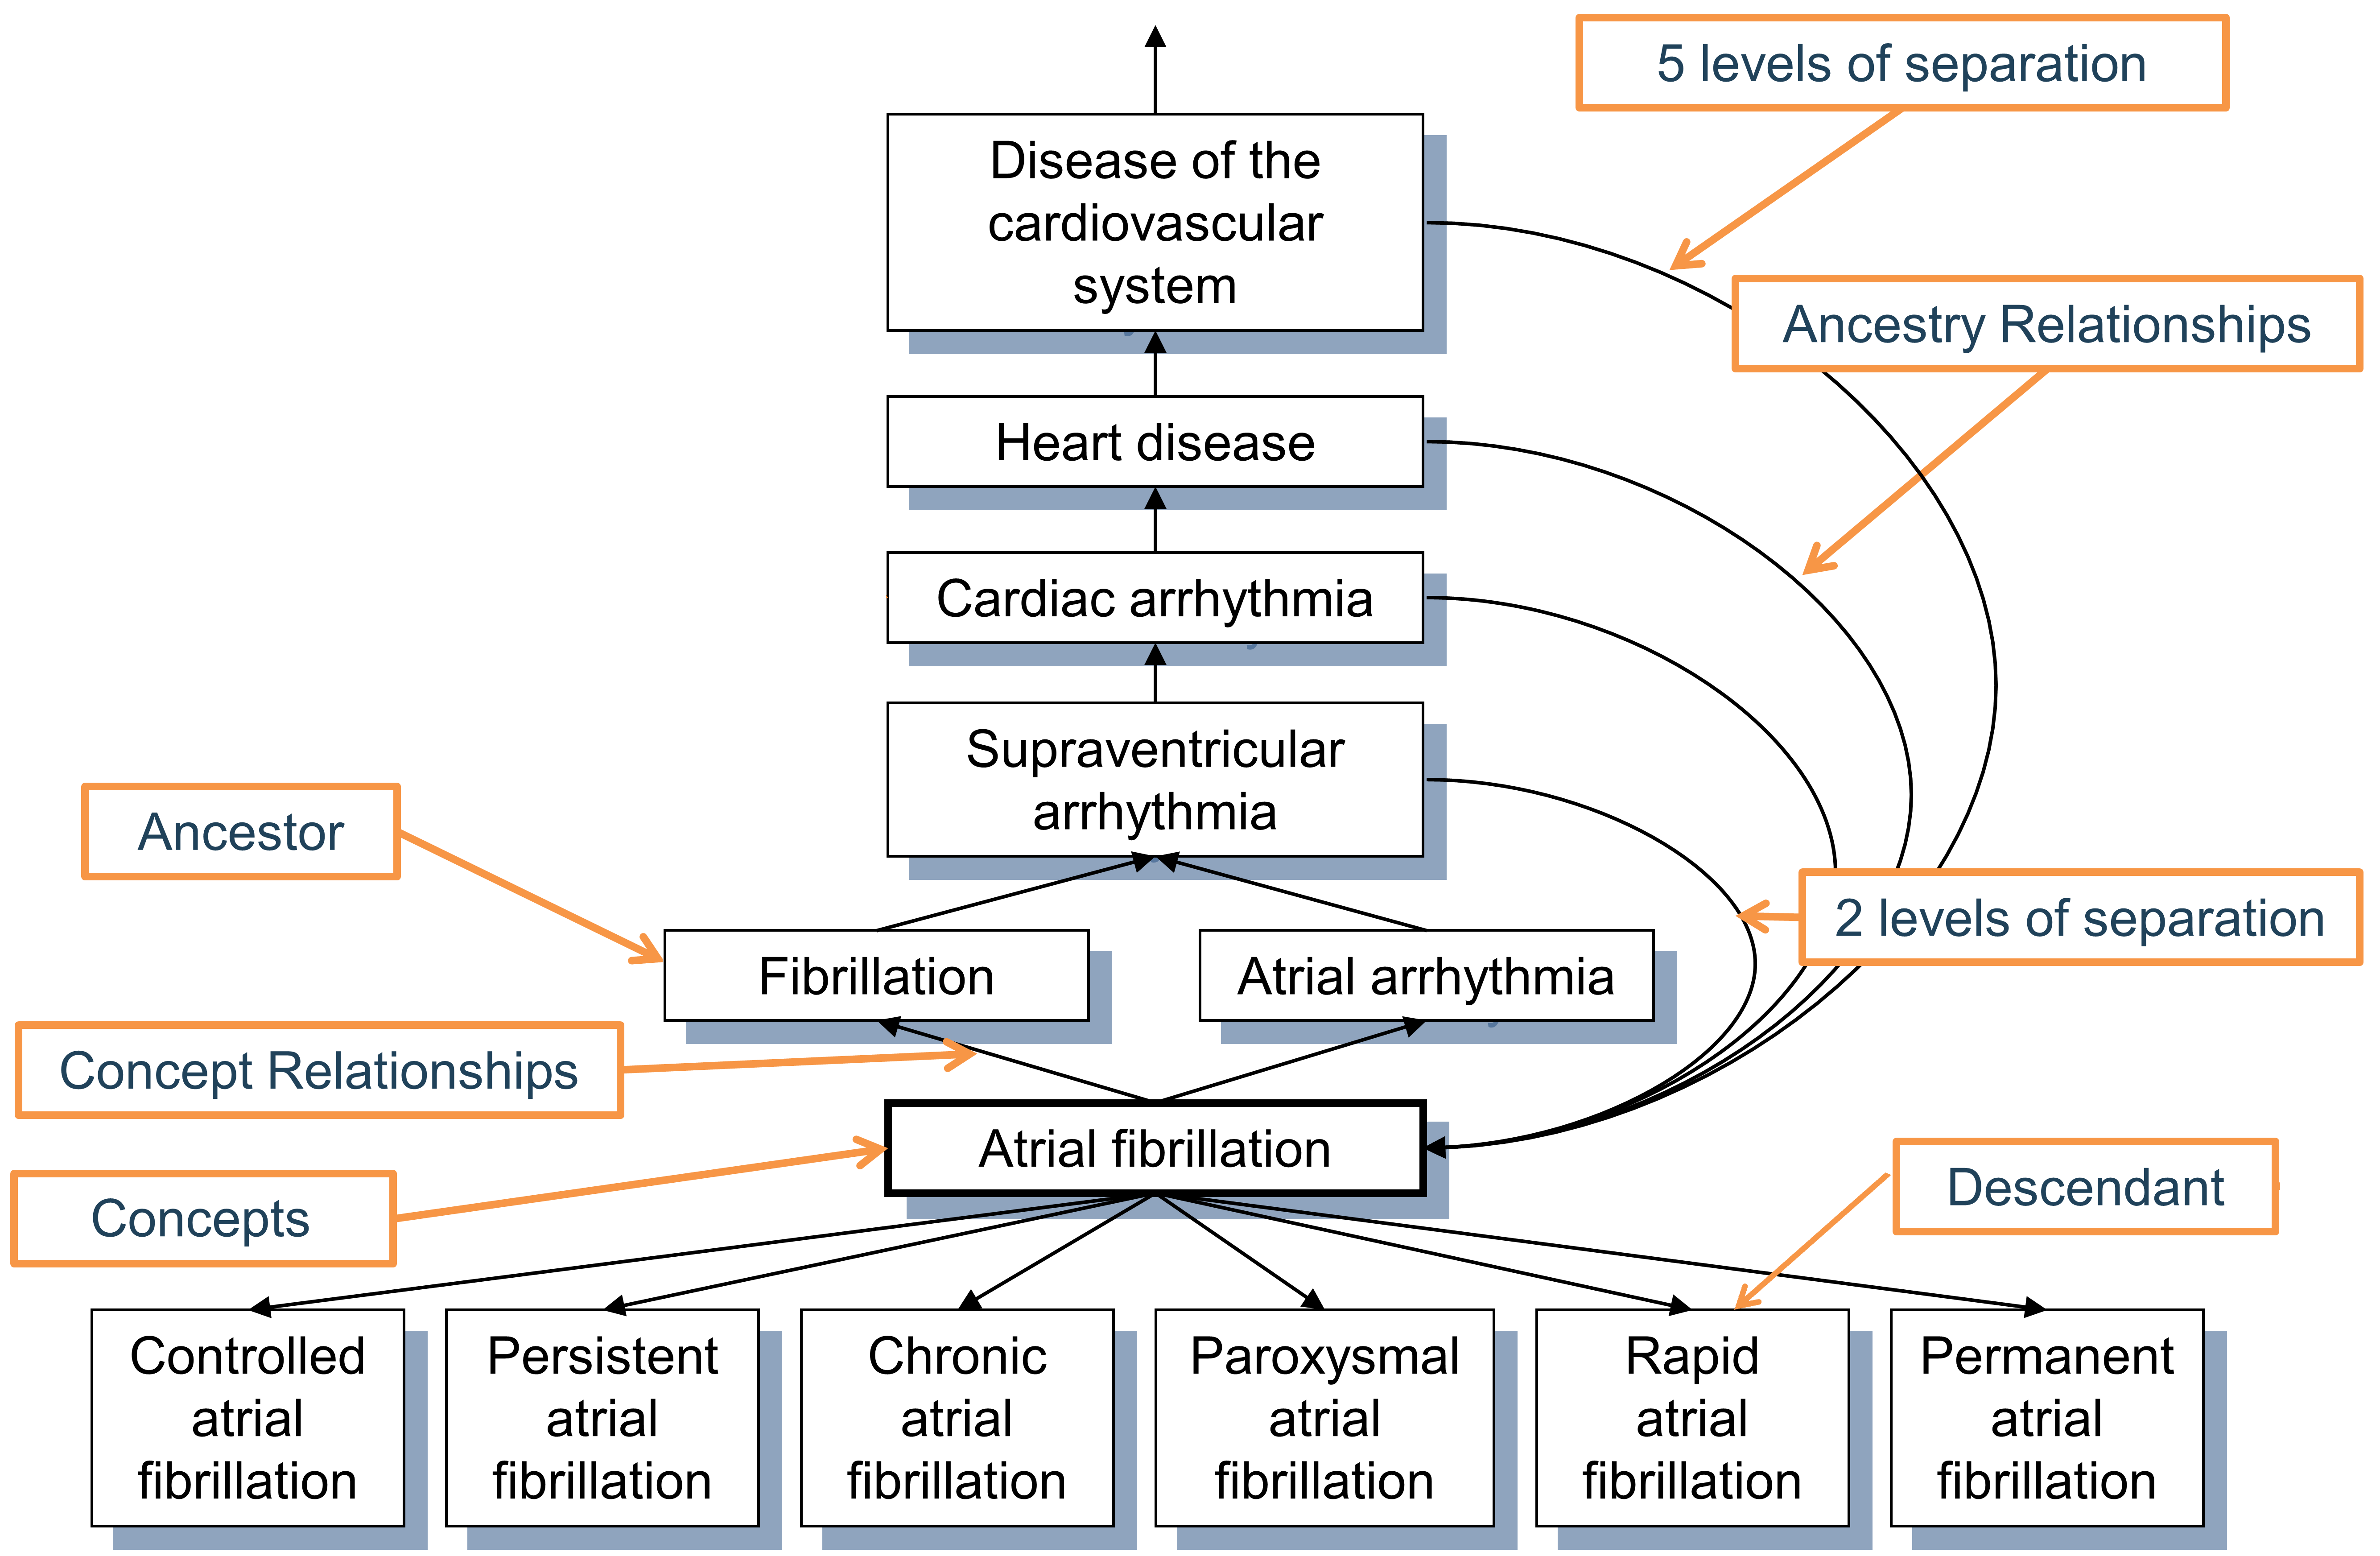 5 levels of separation
Disease of the
cardiovascular
system
Ancestry Relationships
Heart disease
Cardiac arrhythmia
Supraventricular
arrhythmia
Ancestor
2 levels of separation
Fibrillation
Atrial arrhythmia
Concept Relationships
Atrial fibrillation
Descendant
Concepts
Controlled
atrial
fibrillation
Persistent
atrial
fibrillation
Chronic
atrial
fibrillation
Paroxysmal
atrial
fibrillation
Rapid
atrial
fibrillation
Permanent
atrial
fibrillation